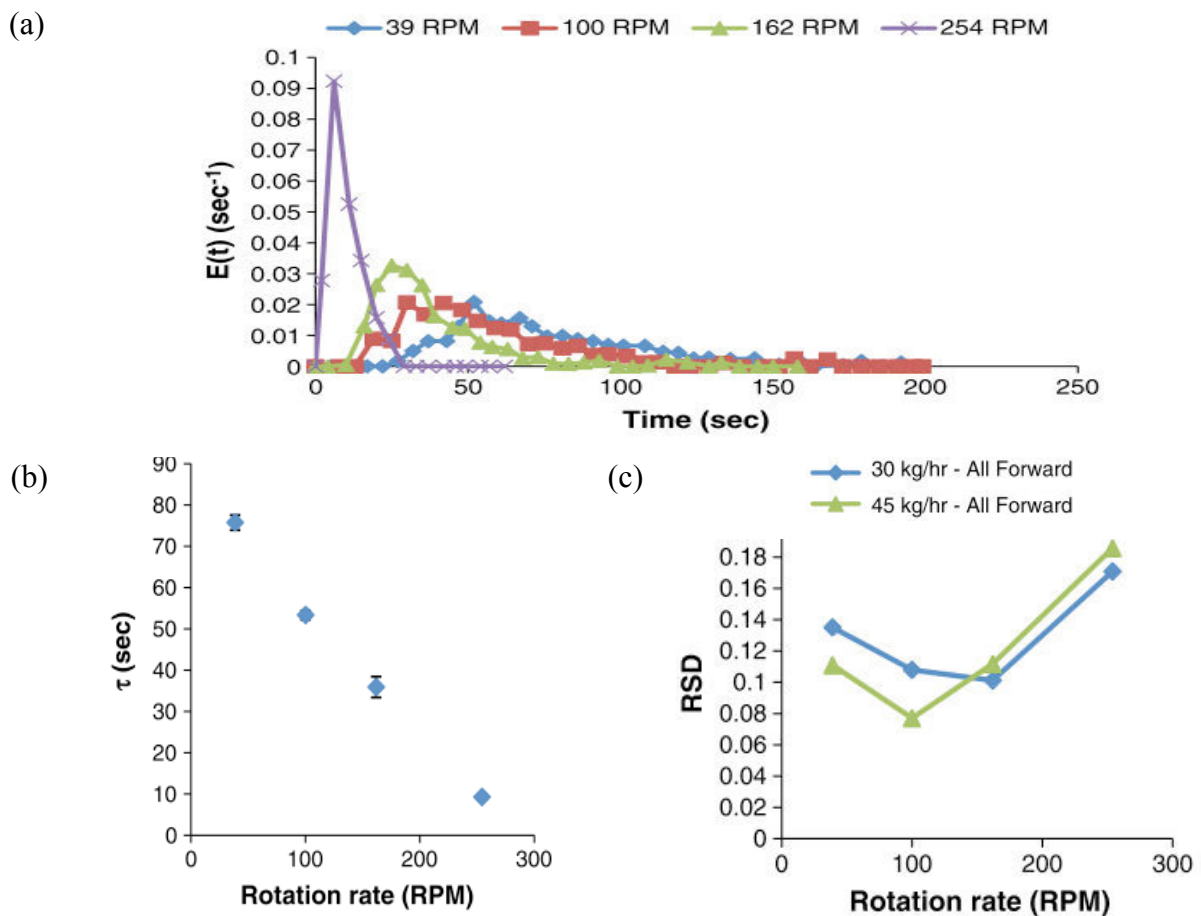 (a)
39 RPM 100 RPM 162 RPM 254 RPM
0.1
0.09
0.08
0.07
0.06
0.05
0.04
0.03
0.02
0.01
0
E(t) (sec-1)
0 50 100 150 200 250
Time (sec)
(b)
90
80
70
60
50
40
30
20
10
0
τ (sec)
0 100 200 300
Rotation rate (RPM)
(c)
30 kg/hr - All Forward
45 kg/hr - All Forward
0.18
0.16
0.14
0.12
0.1
0.08
0.06
0.04
0.02
0
RSD
0 100 200 300
Rotation rate (RPM)